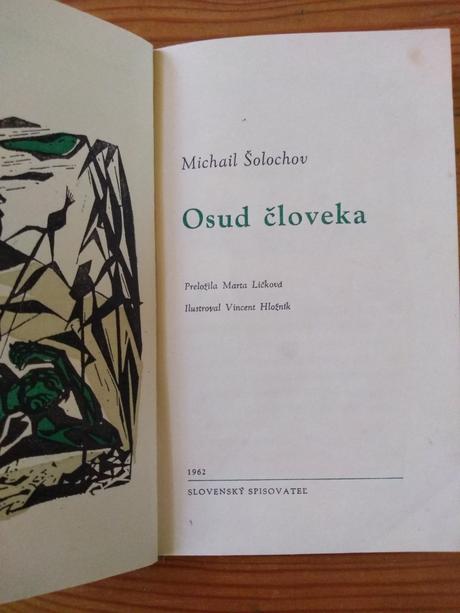 Michail Šolochov
Osud človeka
Preložila Marta Ličková
Ilustroval Vincent Hložník
1962
SLOVENSKÝ SPISOVATEĽ